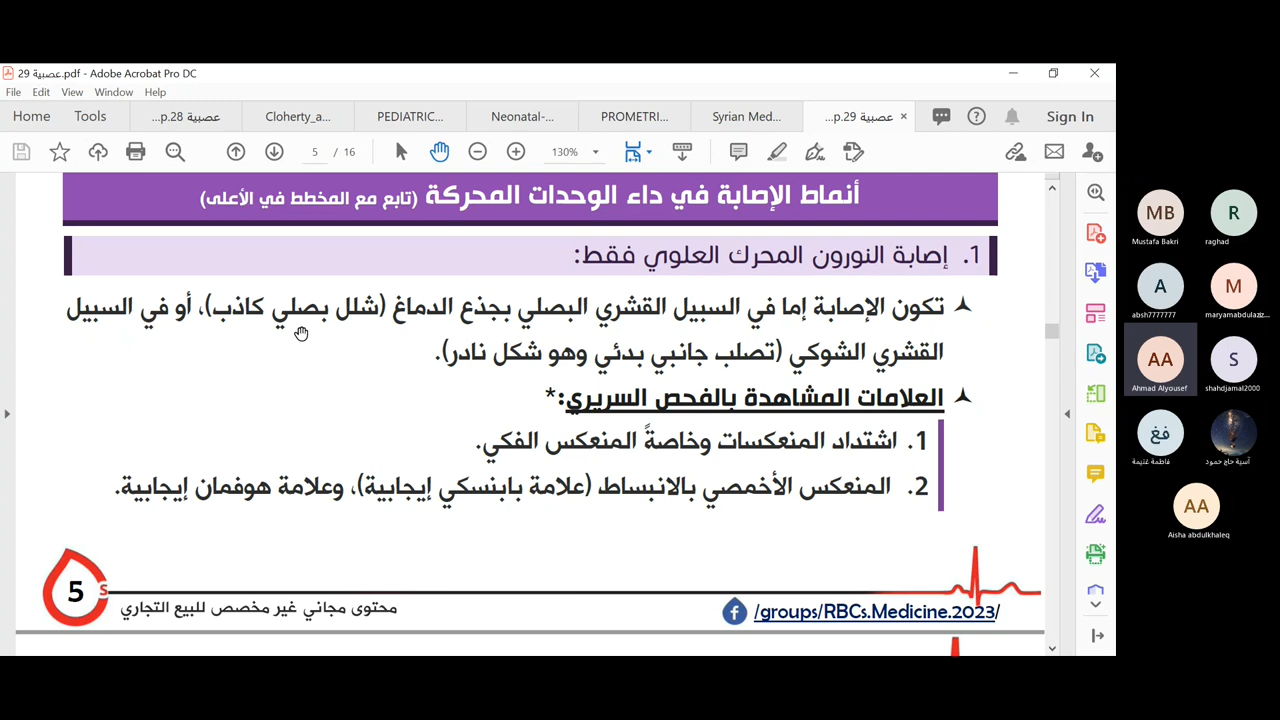 عصبية 29.pdf - Adobe Acrobat Pro DC
File Edit View Window Help
Home Tools
عصبية 28.p...
Cloherty_a...
PEDIATRIC...
Neonatal-...
PROMETRI...
Syrian Med...
عصبية 29.p...
Sign In
5 / 16
130%
أنماط الإصابة في داء الوحدات المحركة (تابع مع المخطط في الأعلى)
1. إصابة النورون المحرك العلوي فقط:
تكون الإصابة إما في السبيل القشري البصلي بجذع الدماغ (شلل بصلي كاذب)، أو في السبيل
القشري الشوكي (تصلب جانبي بدئي وهو شكل نادر).
العلامات المشاهدة بالفحص السريري:*
1. اشتداد المنعكسات وخاصةً المنعكس الفكي.
2. المنعكس الأخمصي بالانبساط (علامة بابنسكي إيجابية)، وعلامة هوفمان إيجابية.
5
S
محتوى مجاني غير مخصص للبيع التجاري
/groups/RBCs.Medicine.2023/
MB
Mustafa Bakri
R
raghad
A
absh7777777
M
maryamabdulaziz...
AA
Ahmad Alyousef
S
shahdjamal2000
فغ
فاطمة غنيمة
آسية حاج حمود
AA
Aisha abdulkhaleq